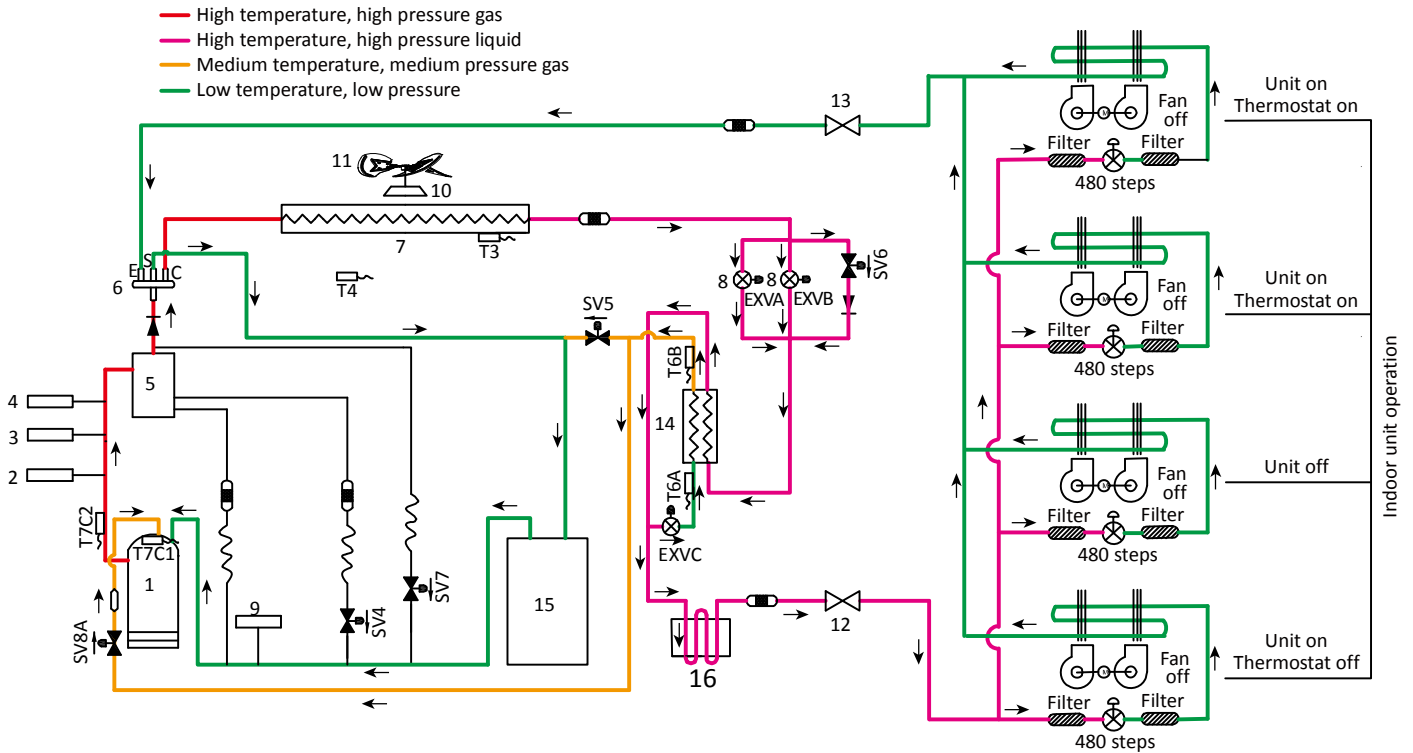 High temperature, high pressure gas
High temperature, high pressure liquid
Medium temperature, medium pressure gas
Low temperature, low pressure
13
11
10
7
T3
T4
E
S
C
6
8
EXVA
8
EXVB
SV6
SV5
T6B
14
T6A
EXVC
5
4
3
2
T7C2
T7C1
1
9
SV8A
SV4
SV7
15
16
12
M
Fan
off
Filter
Filter
480 steps
Unit on
Thermostat on
M
Fan
off
Filter
Filter
480 steps
Unit on
Thermostat on
M
Fan
off
Filter
Filter
480 steps
Unit off
M
Fan
off
Filter
Filter
480 steps
Unit on
Thermostat off
Indoor unit operation